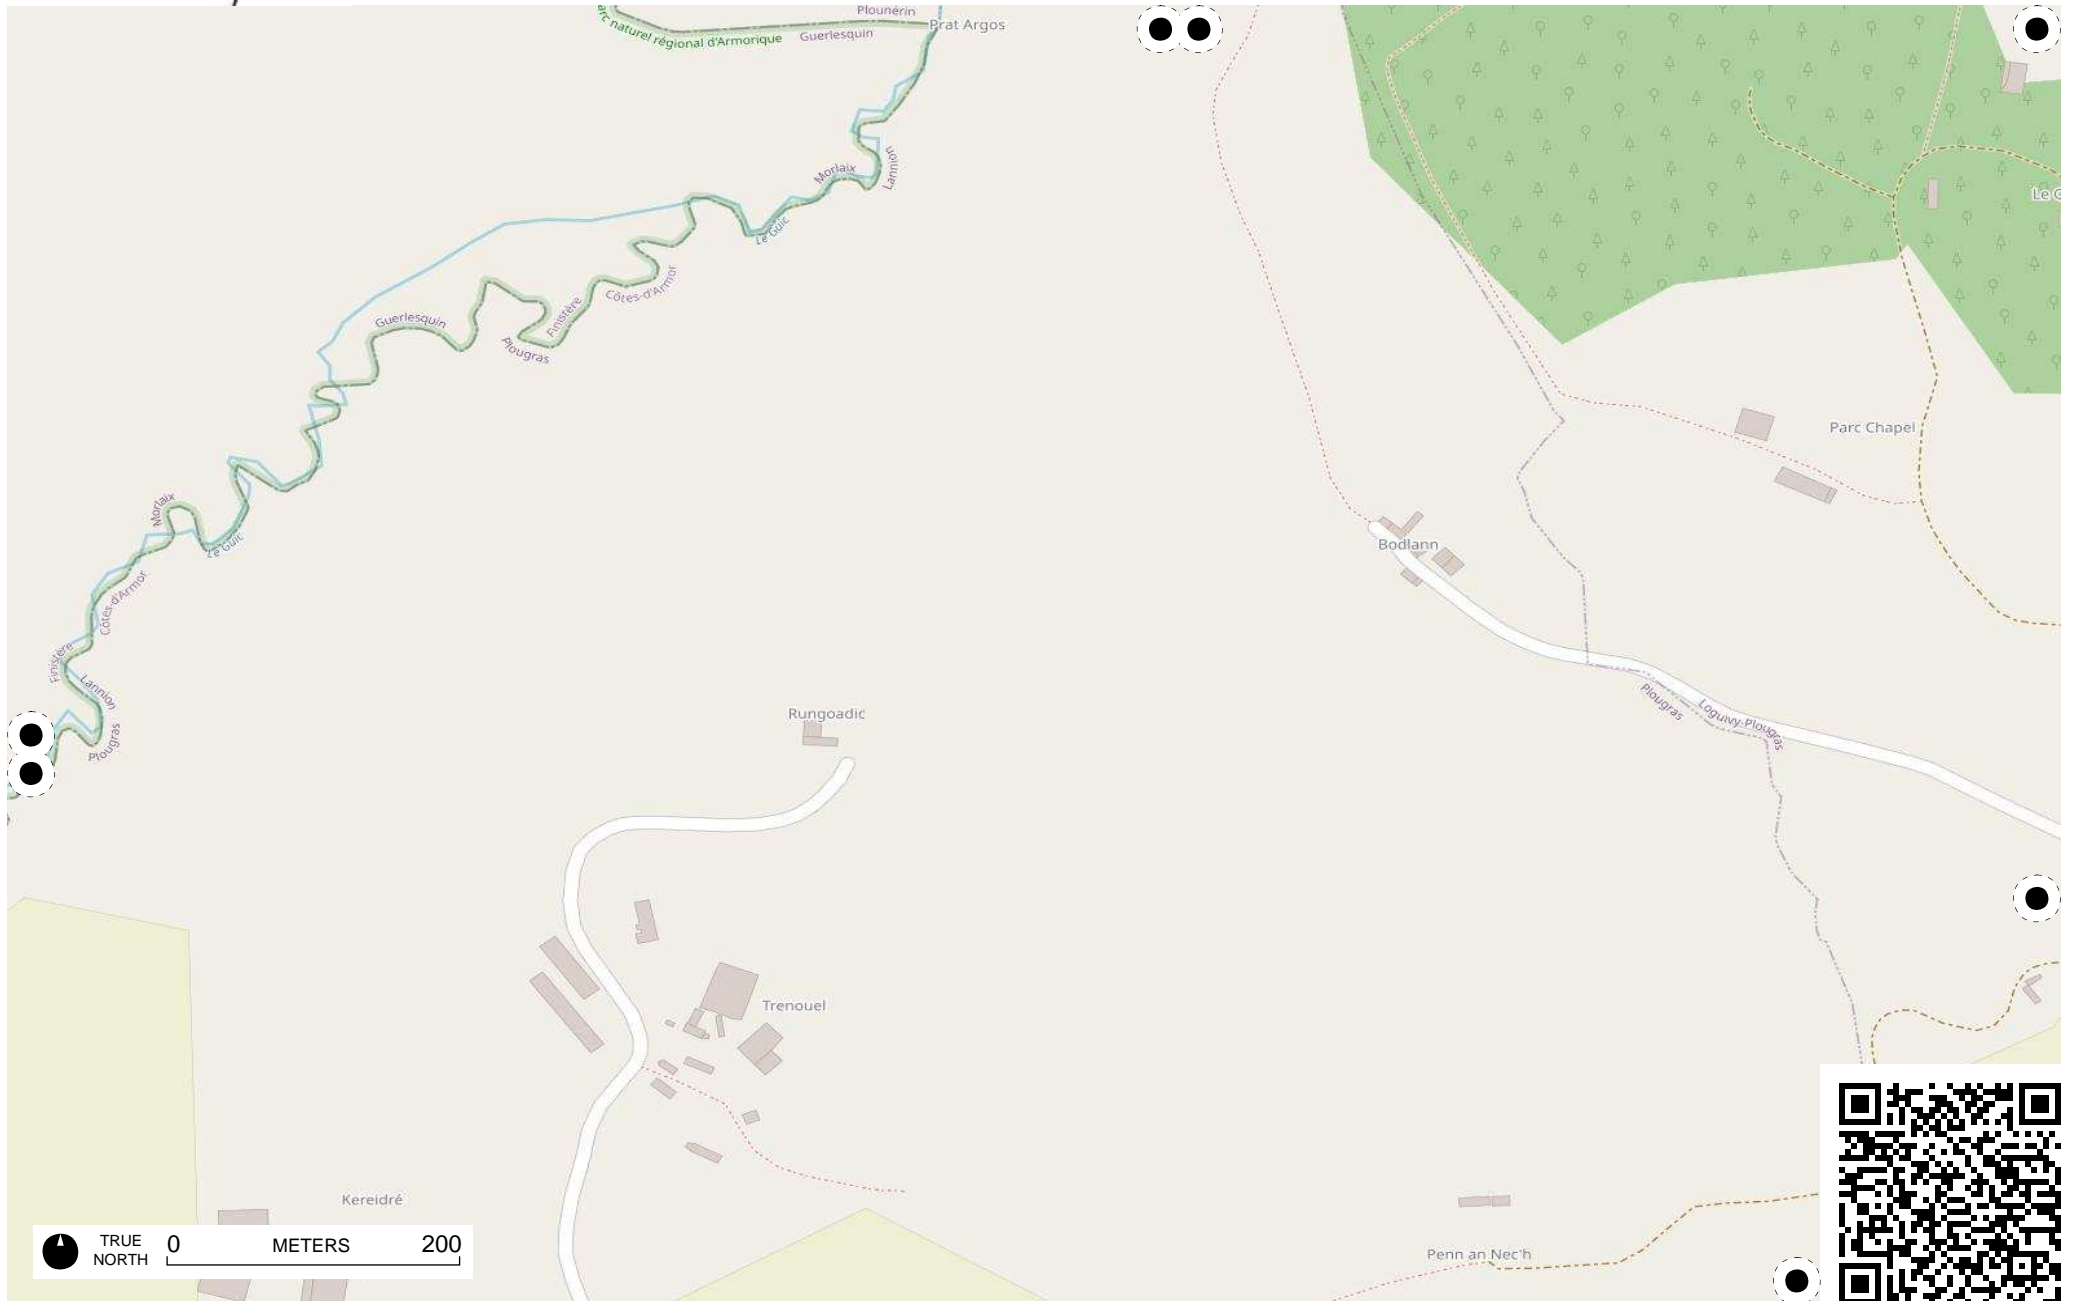 Plounérin
Prat Argos
arc naturel régional d'Armorique
Guerlesquin
Morlaix
Lannion
Le Guic
Côtes-d'Armor
Finistère
Guerlesquin
Plougras
Le
Parc Chapel
Morlaix
Le Guic
Bodlann
Côtes-d'Armor
Finistère
Lannion
Plougras
Plougras
Loguivy-Plougras
Rungoadic
Trenouel
Kereidré
Penn an Nec'h
TRUE
NORTH
0 METERS 200